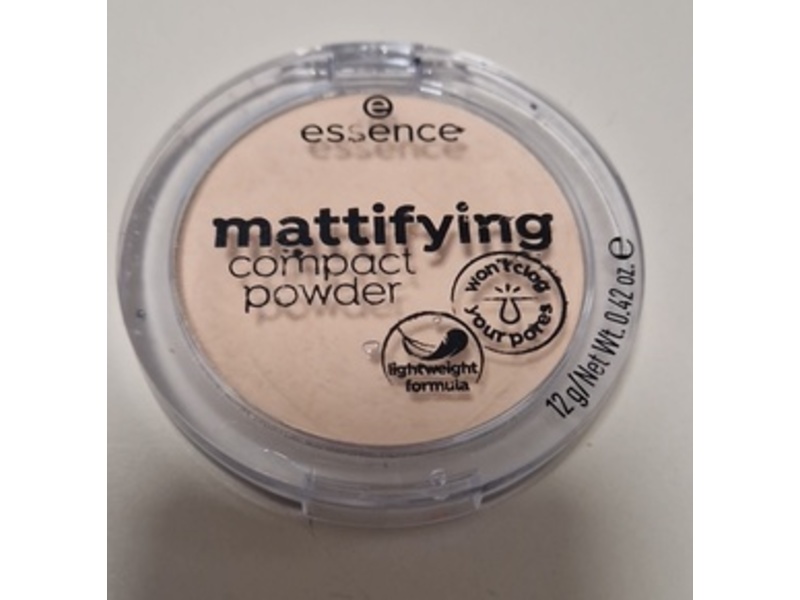 e
essence
mattifying
compact
powder
won't clog
your pores
lightweight
formula
12 g/Net Wt. 0.42 oz. e